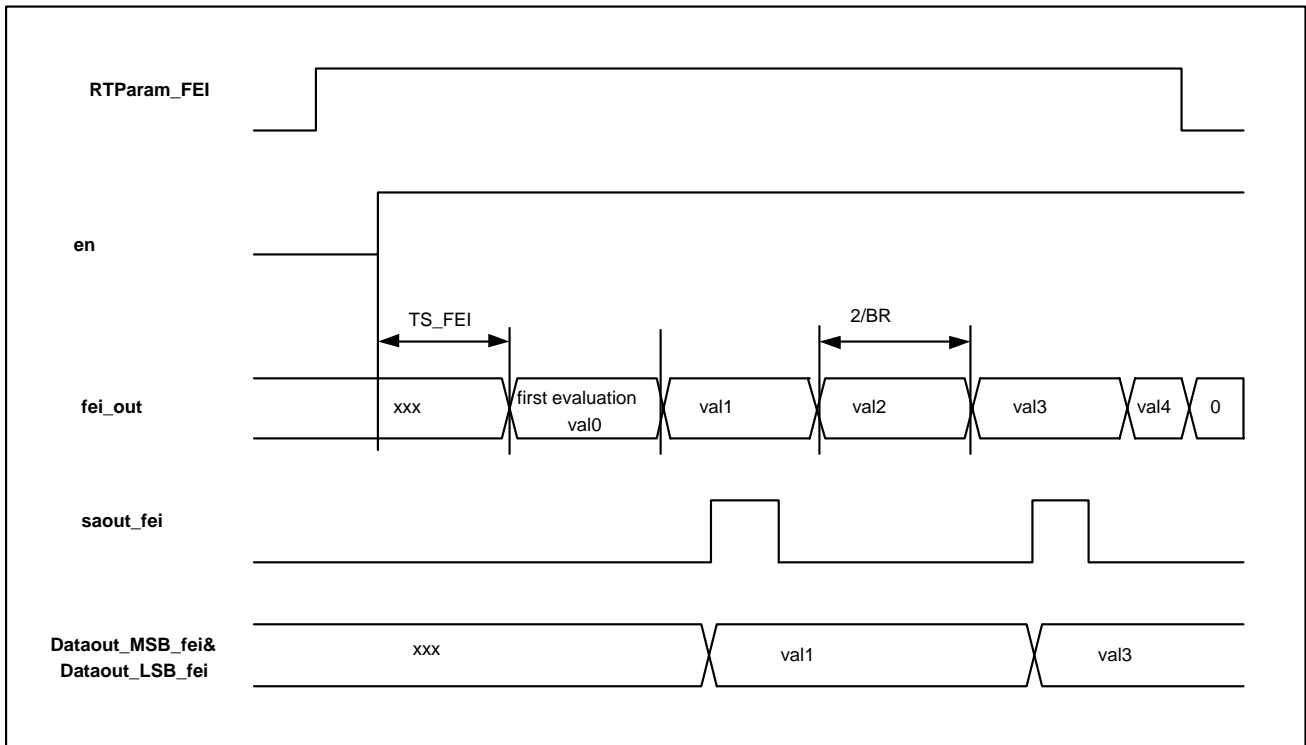 RTParam_FEI
en
TS_FEI
2/BR
fei_out
xxx
first evaluation
val0
val1
val2
val3
val4
0
saout_fei
Dataout_MSB_fei&
Dataout_LSB_fei
xxx
val1
val3